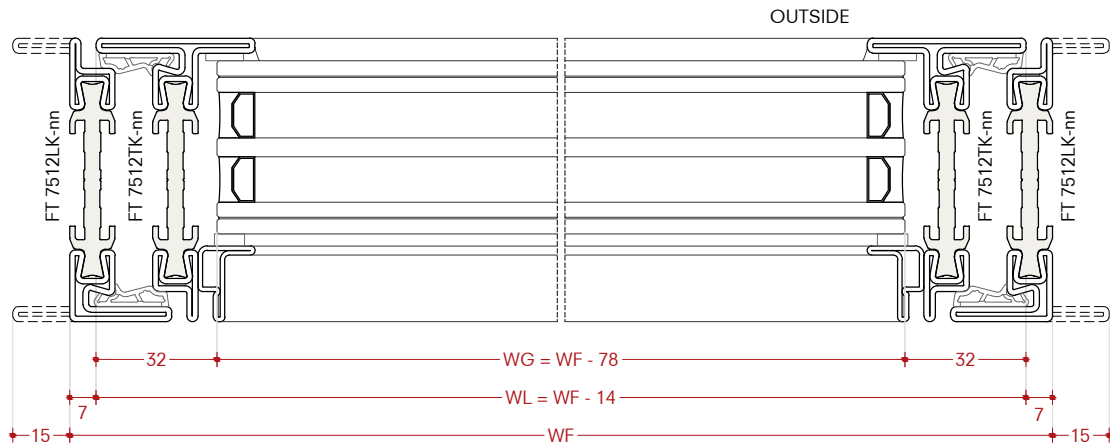 OUTSIDE
FT 7512LK-nn
FT 7512TK-nn
FT 7512TK-nn
FT 7512LK-nn
32
WG = WF - 78
32
7
WL = WF - 14
7
15
WF
15